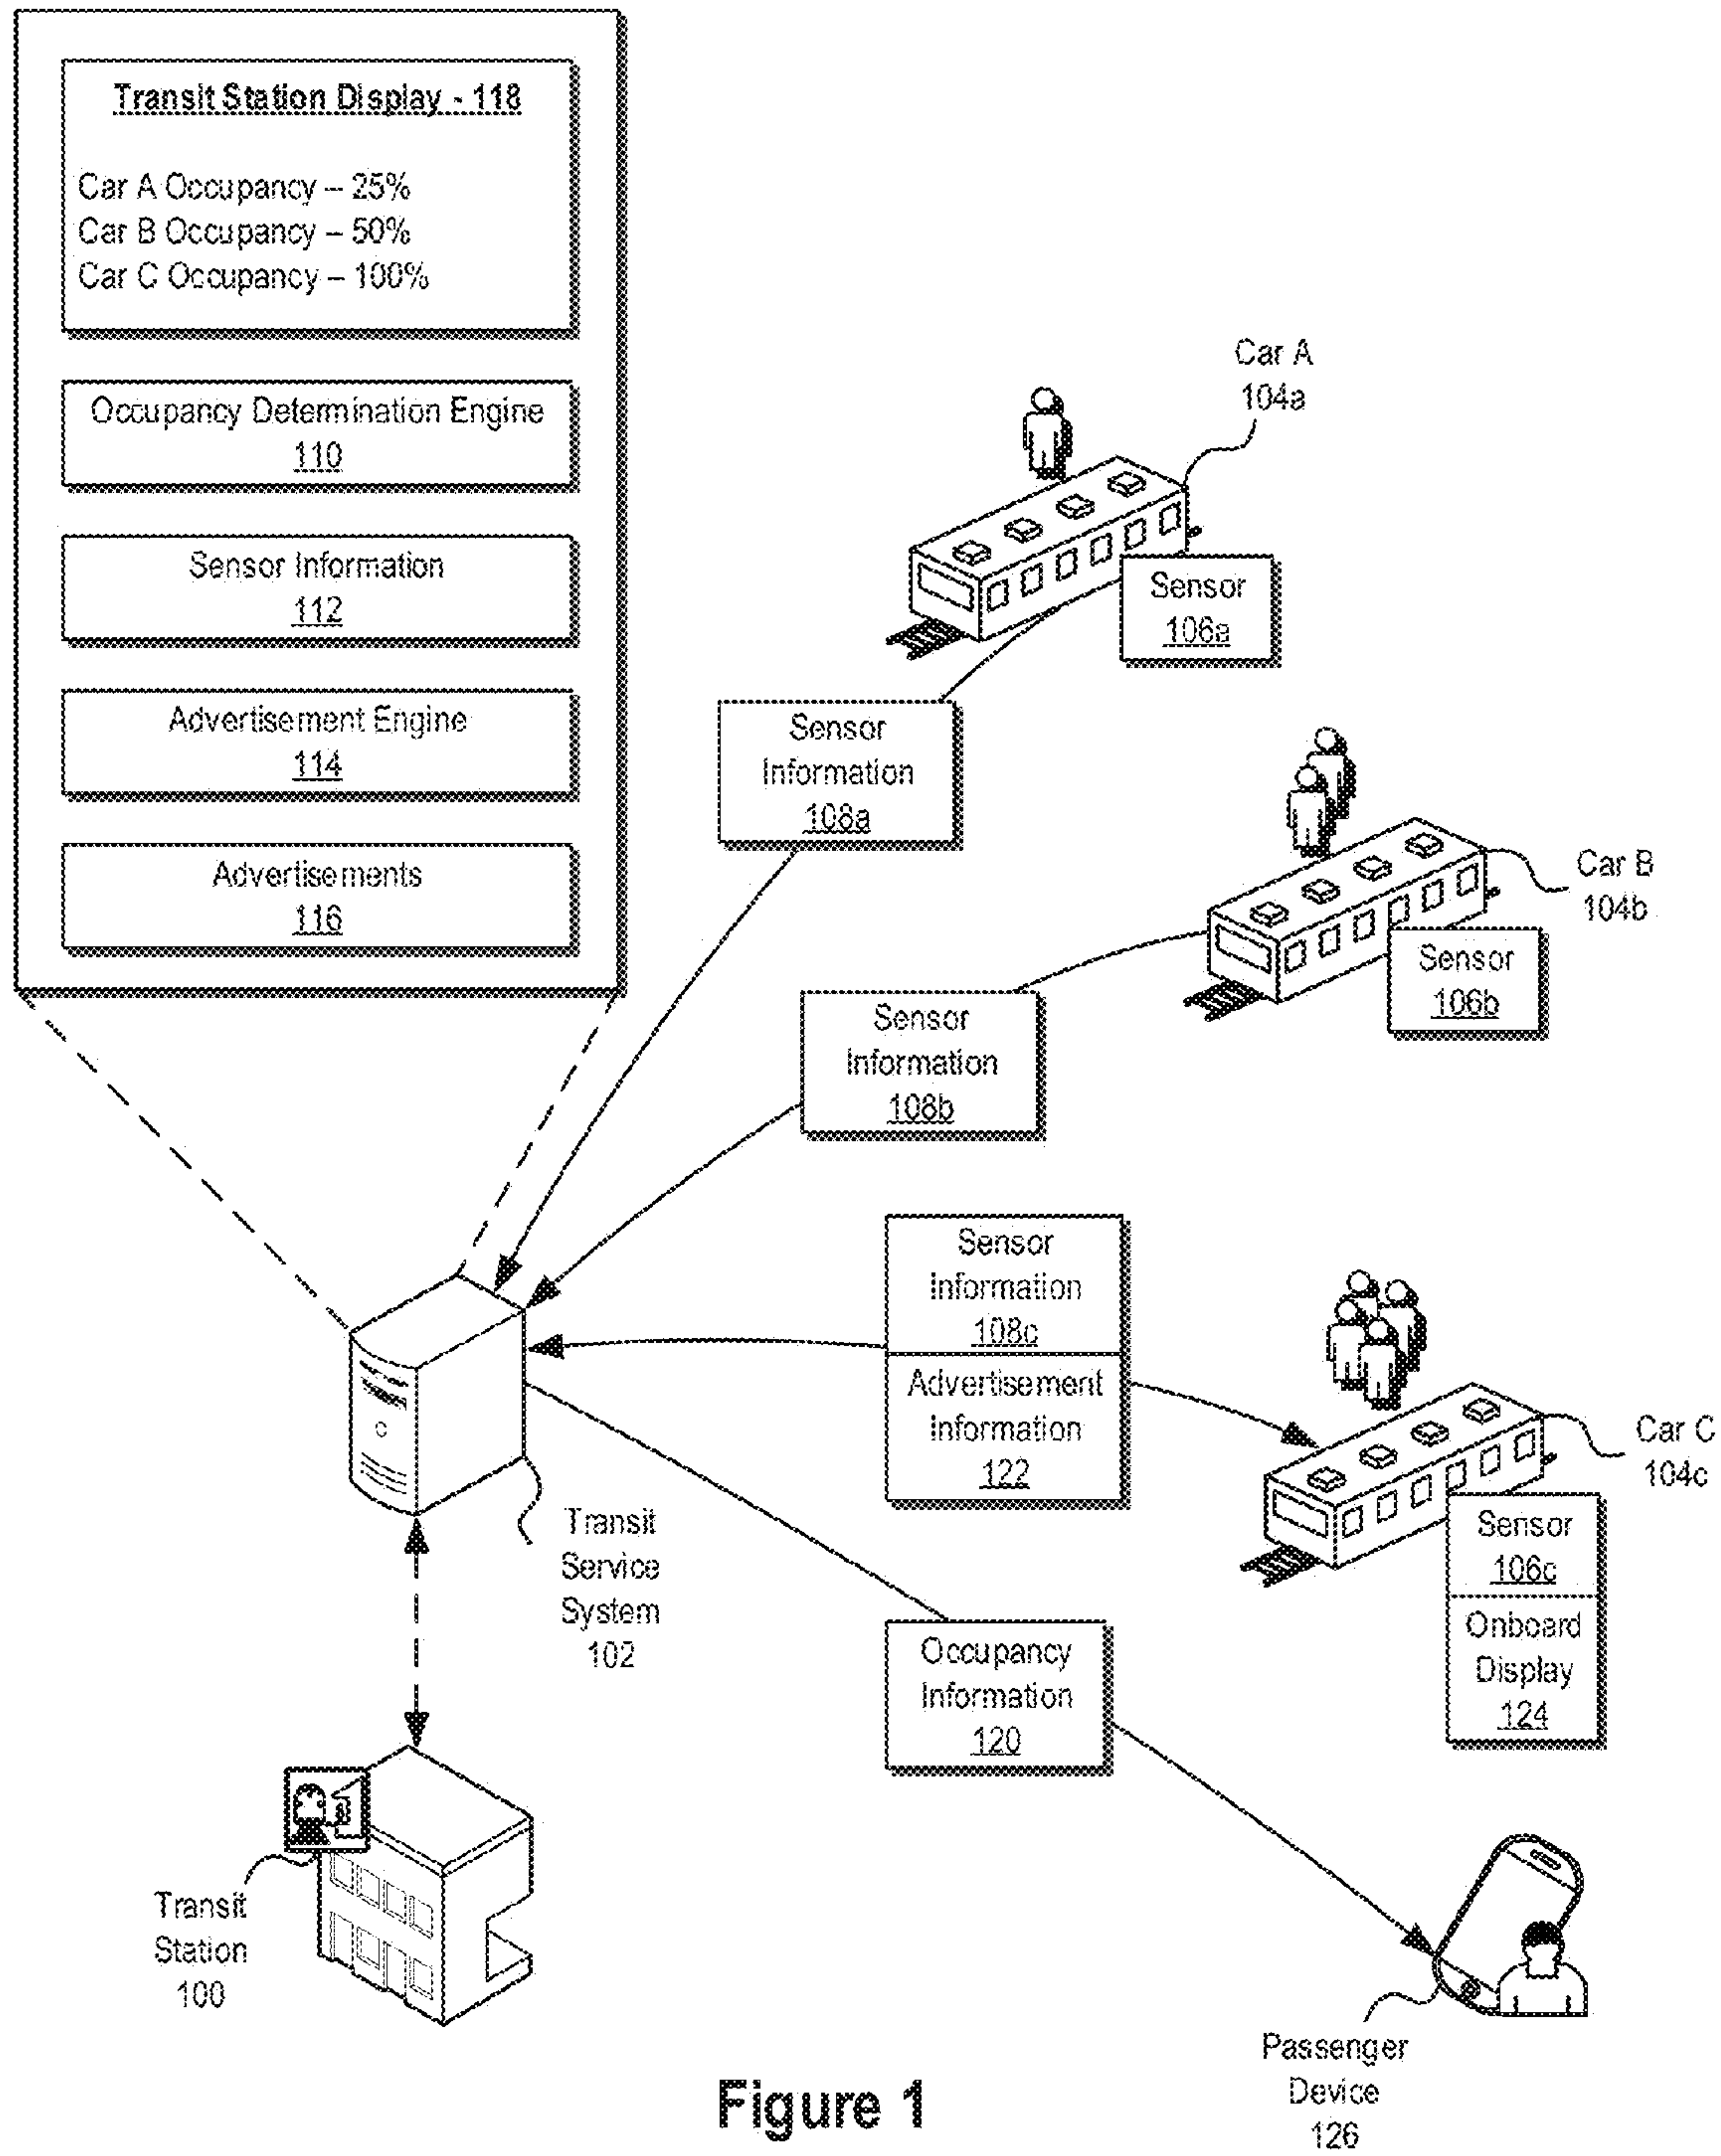 Transit Station Display - 118
Car A Occupancy – 25%
Car B Occupancy – 50%
Car C Occupancy – 100%
Occupancy Determination Engine
110
Sensor Information
112
Advertisement Engine
114
Advertisements
116
Car A
104a
Sensor
106a
Sensor
Information
108a
Car B
104b
Sensor
106b
Sensor
Information
108b
Sensor
Information
108c
Advertisement
Information
122
Car C
104c
Sensor
106c
Onboard
Display
124
Transit
Service
System
102
Occupancy
Information
120
Transit
Station
100
Passenger
Device
126
Figure 1